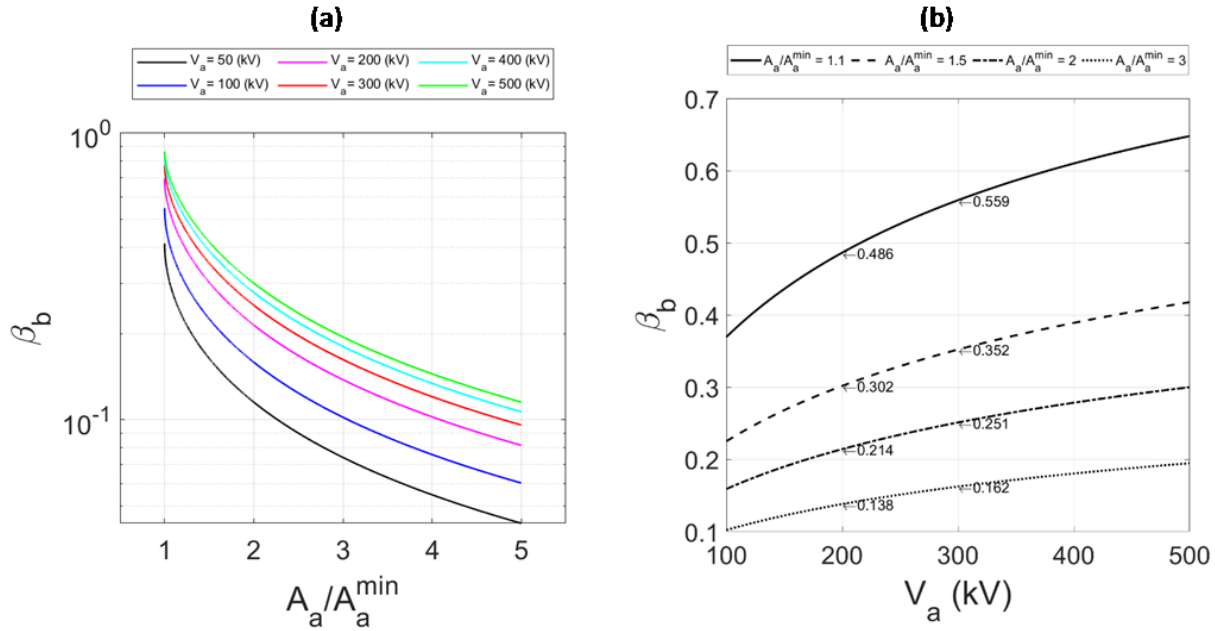 (a)
V_a = 50 (kV) V_a = 200 (kV) V_a = 400 (kV)
V_a = 100 (kV) V_a = 300 (kV) V_a = 500 (kV)
10^0
10^-1
β_b
1 2 3 4 5
A_a/A_a^min
(b)
A_a/A_a^min = 1.1 A_a/A_a^min = 1.5 A_a/A_a^min = 2 A_a/A_a^min = 3
0.7
0.6
0.5
0.4
0.3
0.2
0.1
β_b
←0.559
←0.486
←0.352
←0.302
←0.251
←0.214
←0.162
←0.138
100 200 300 400 500
V_a (kV)